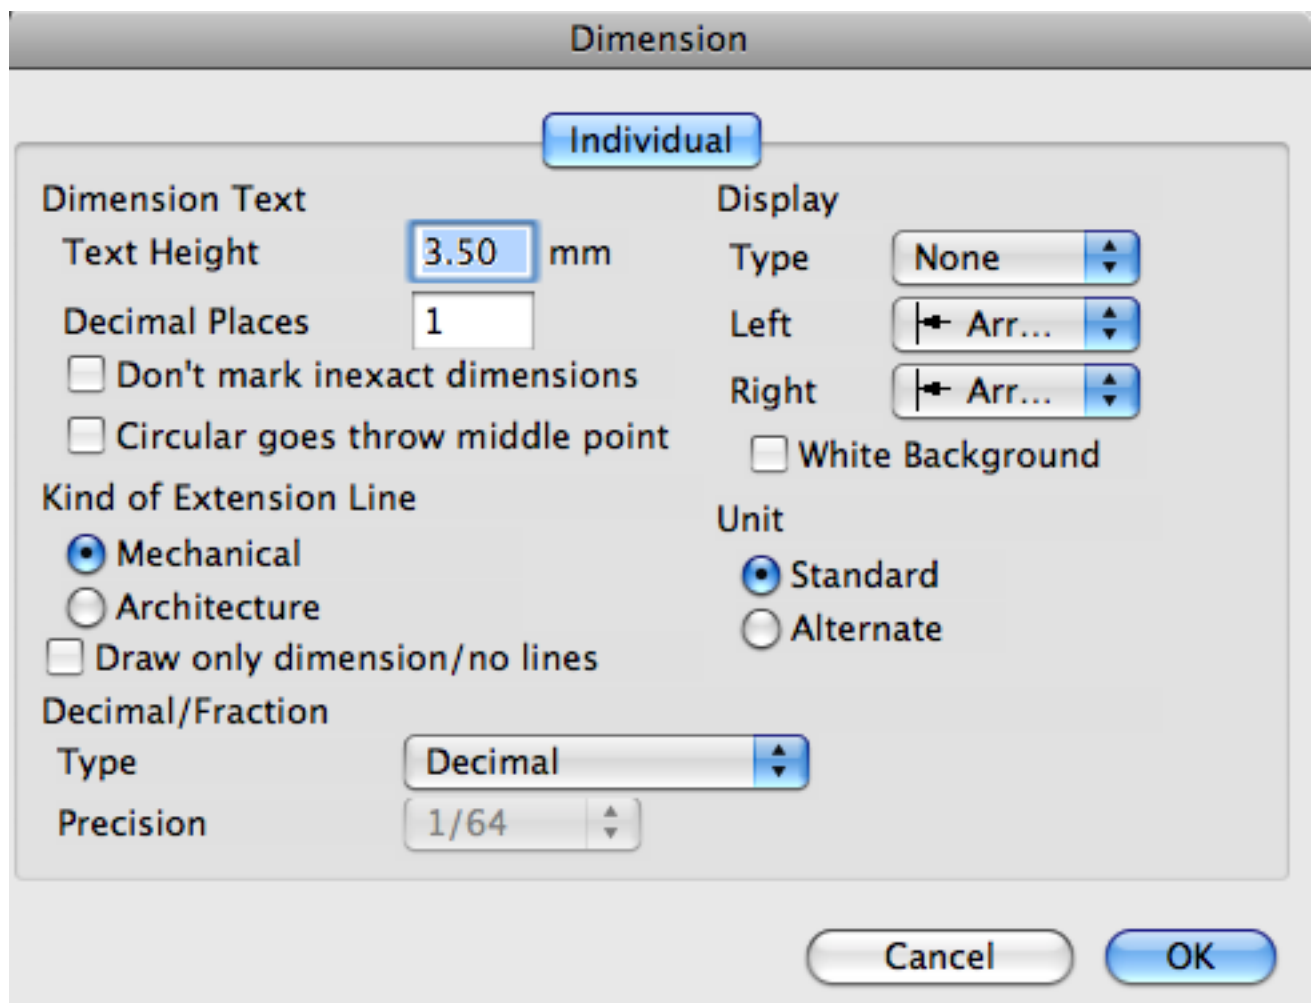 Dimension
Individual
Dimension Text
Text Height 3.50 mm
Decimal Places 1
Don't mark inexact dimensions
Circular goes throw middle point
Kind of Extension Line
Mechanical
Architecture
Draw only dimension/no lines
Decimal/Fraction
Type Decimal
Precision 1/64
Display
Type None
Left Arr...
Right Arr...
White Background
Unit
Standard
Alternate
Cancel OK